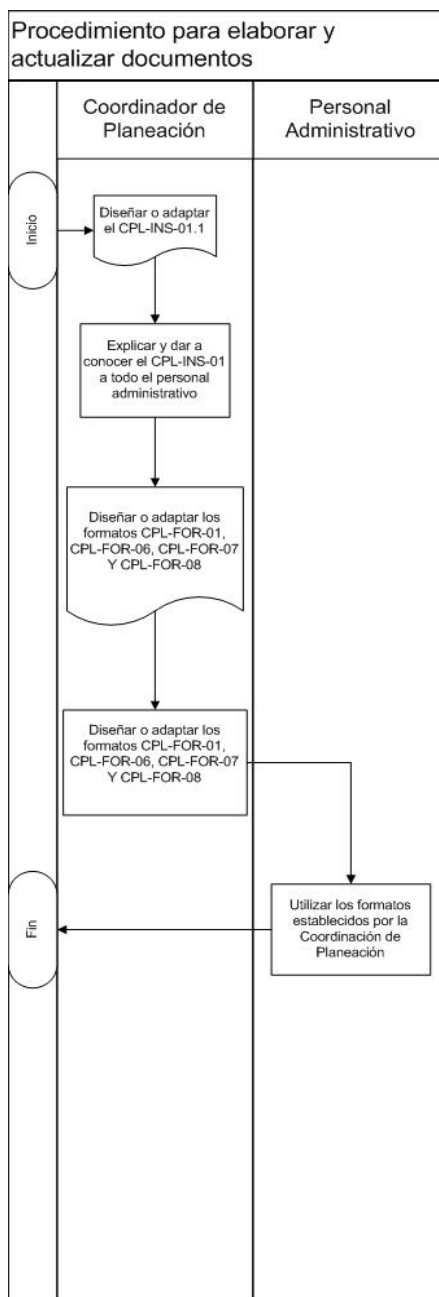 Procedimiento para elaborar y
actualizar documentos
Coordinador de
Planeación
Personal
Administrativo
Inicio
Diseñar o adaptar
el CPL-INS-01.1
Explicar y dar a
conocer el CPL-INS-01
a todo el personal
administrativo
Diseñar o adaptar los
formatos CPL-FOR-01,
CPL-FOR-06, CPL-FOR-07
Y CPL-FOR-08
Diseñar o adaptar los
formatos CPL-FOR-01,
CPL-FOR-06, CPL-FOR-07
Y CPL-FOR-08
Utilizar los formatos
establecidos por la
Coordinación de
Planeación
Fin